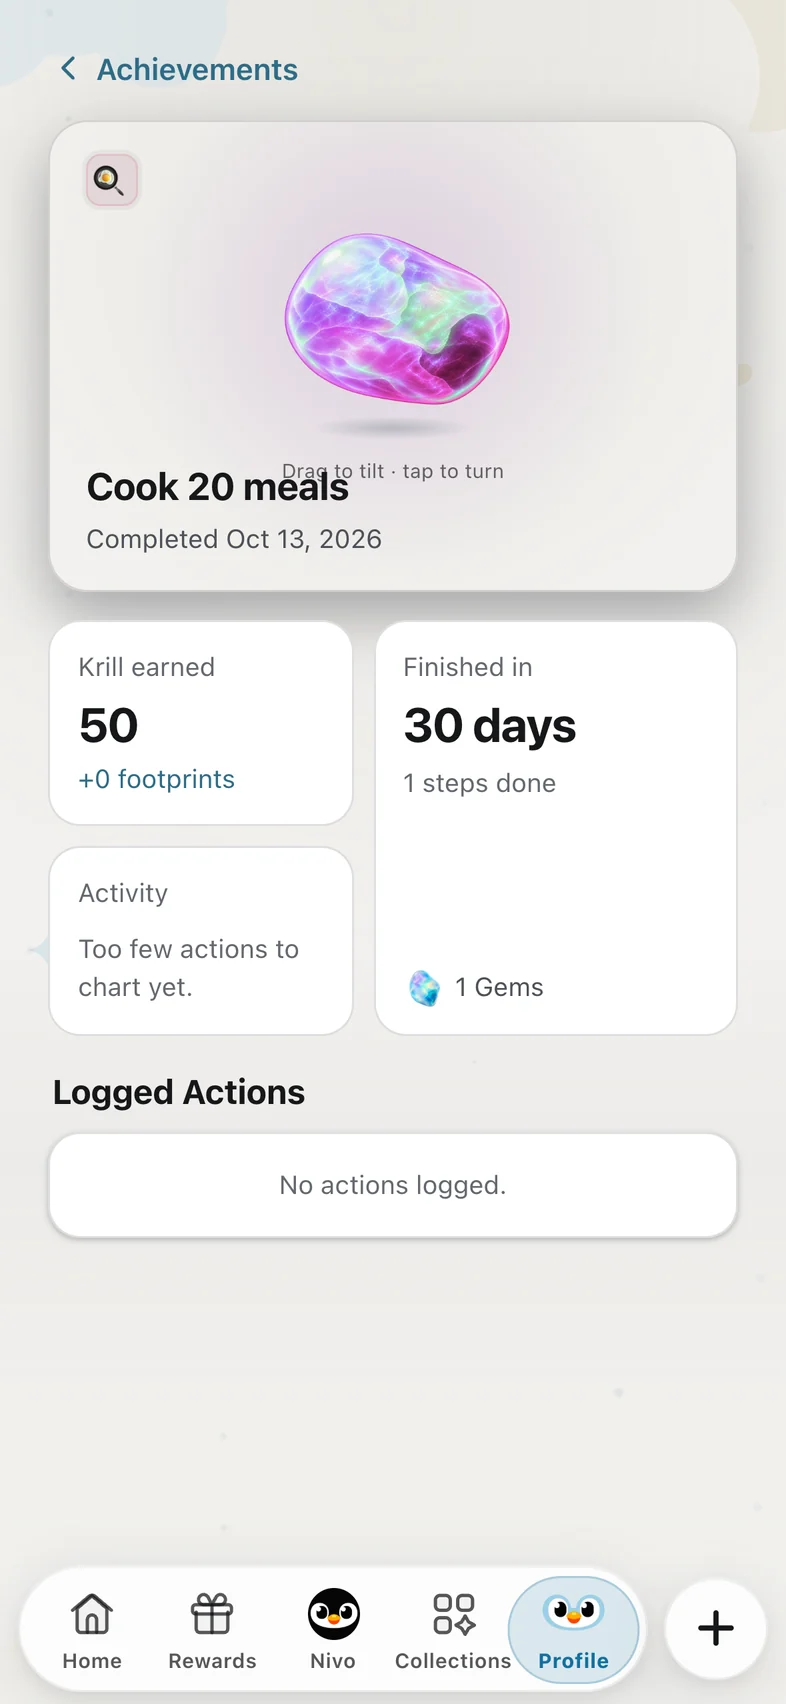 Achievements
Drag to tilt · tap to turn
Cook 20 meals
Completed Oct 13, 2026
Krill earned
50
+0 footprints
Finished in
30 days
1 steps done
1 Gems
Activity
Too few actions to
chart yet.
Logged Actions
No actions logged.
Home
Rewards
Nivo
Collections
Profile